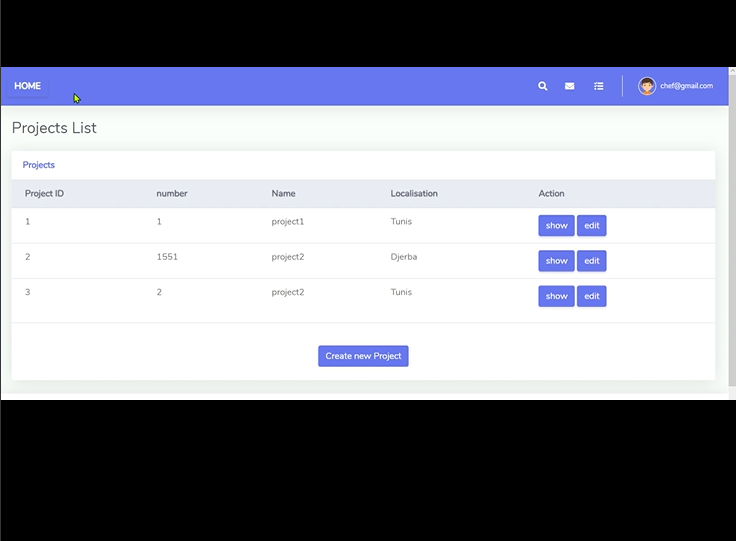 HOME chef@gmail.com
Projects List
Projects
Project ID number Name Localisation Action
1 1 project1 Tunis show edit
2 1551 project2 Djerba show edit
3 2 project2 Tunis show edit
Create new Project